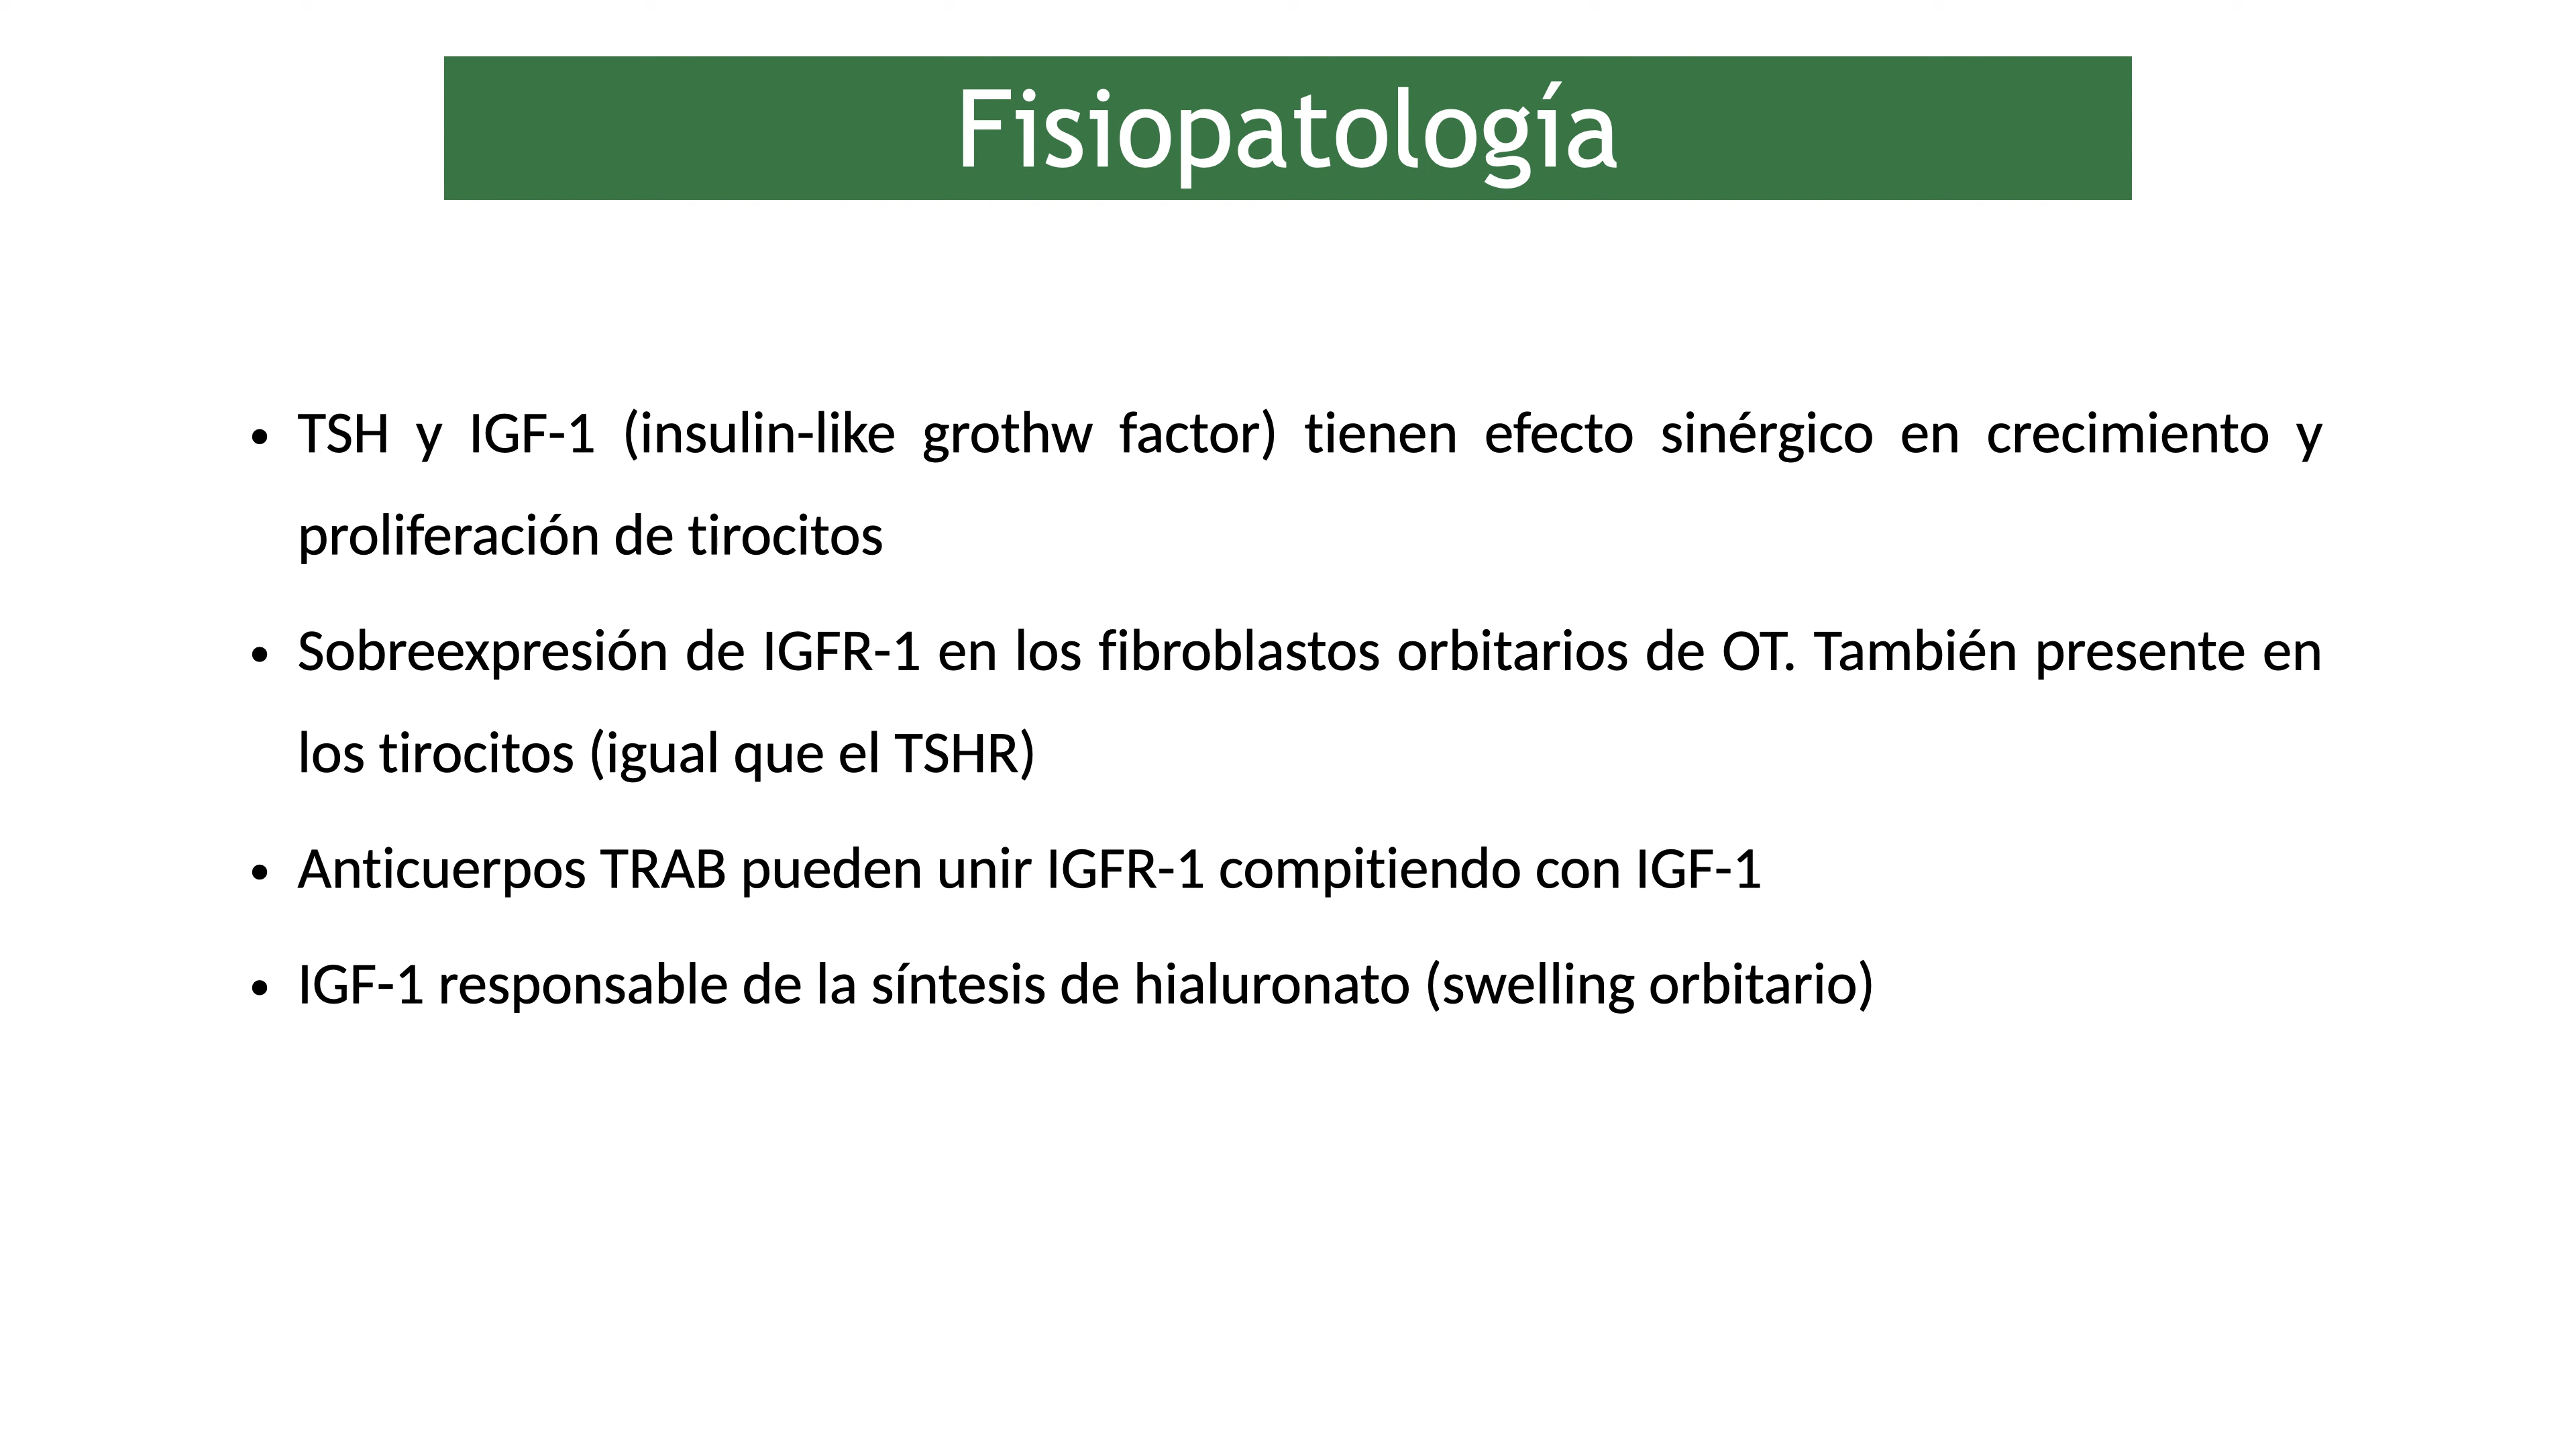 Fisiopatología
• TSH y IGF-1 (insulin-like grothw factor) tienen efecto sinérgico en crecimiento y
proliferación de tirocitos
• Sobreexpresión de IGFR-1 en los fibroblastos orbitarios de OT. También presente en
los tirocitos (igual que el TSHR)
• Anticuerpos TRAB pueden unir IGFR-1 compitiendo con IGF-1
• IGF-1 responsable de la síntesis de hialuronato (swelling orbitario)